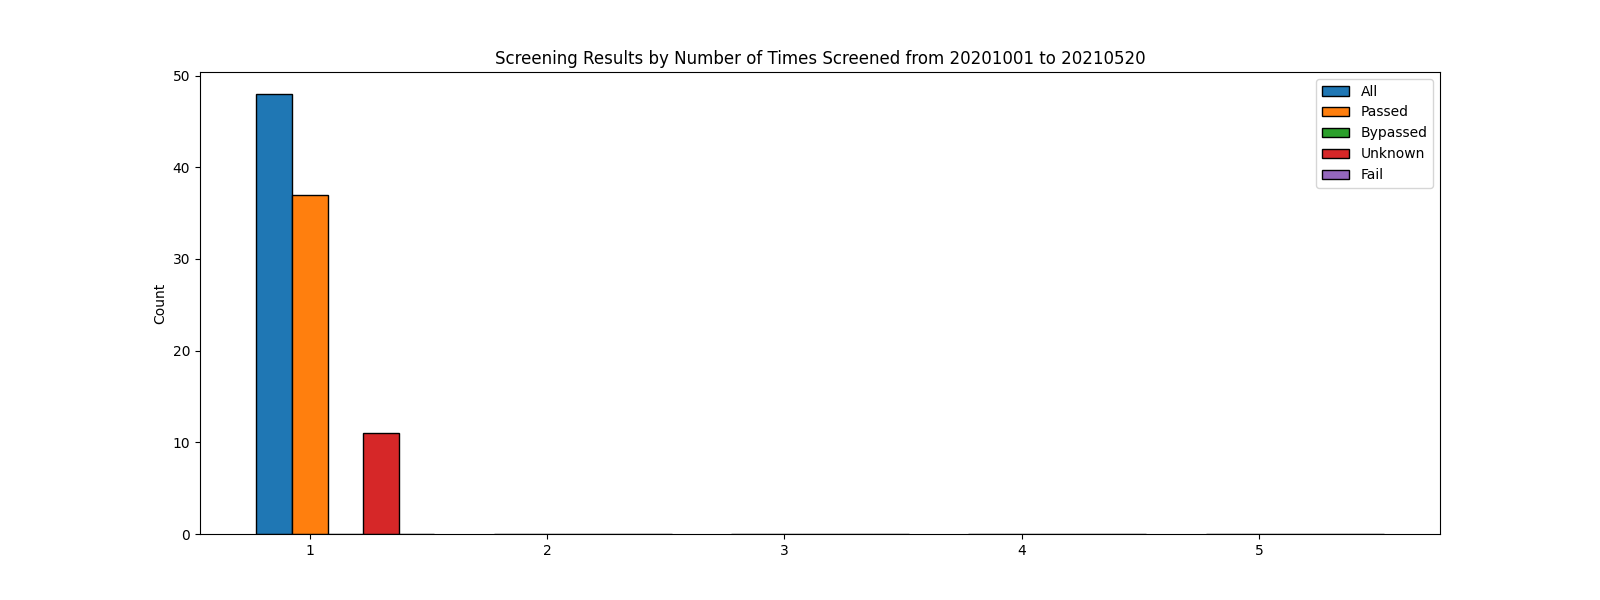 Screening Results by Number of Times Screened from 20201001 to 20210520
50
40
30
20
10
0
Count
1 2 3 4 5
All
Passed
Bypassed
Unknown
Fail